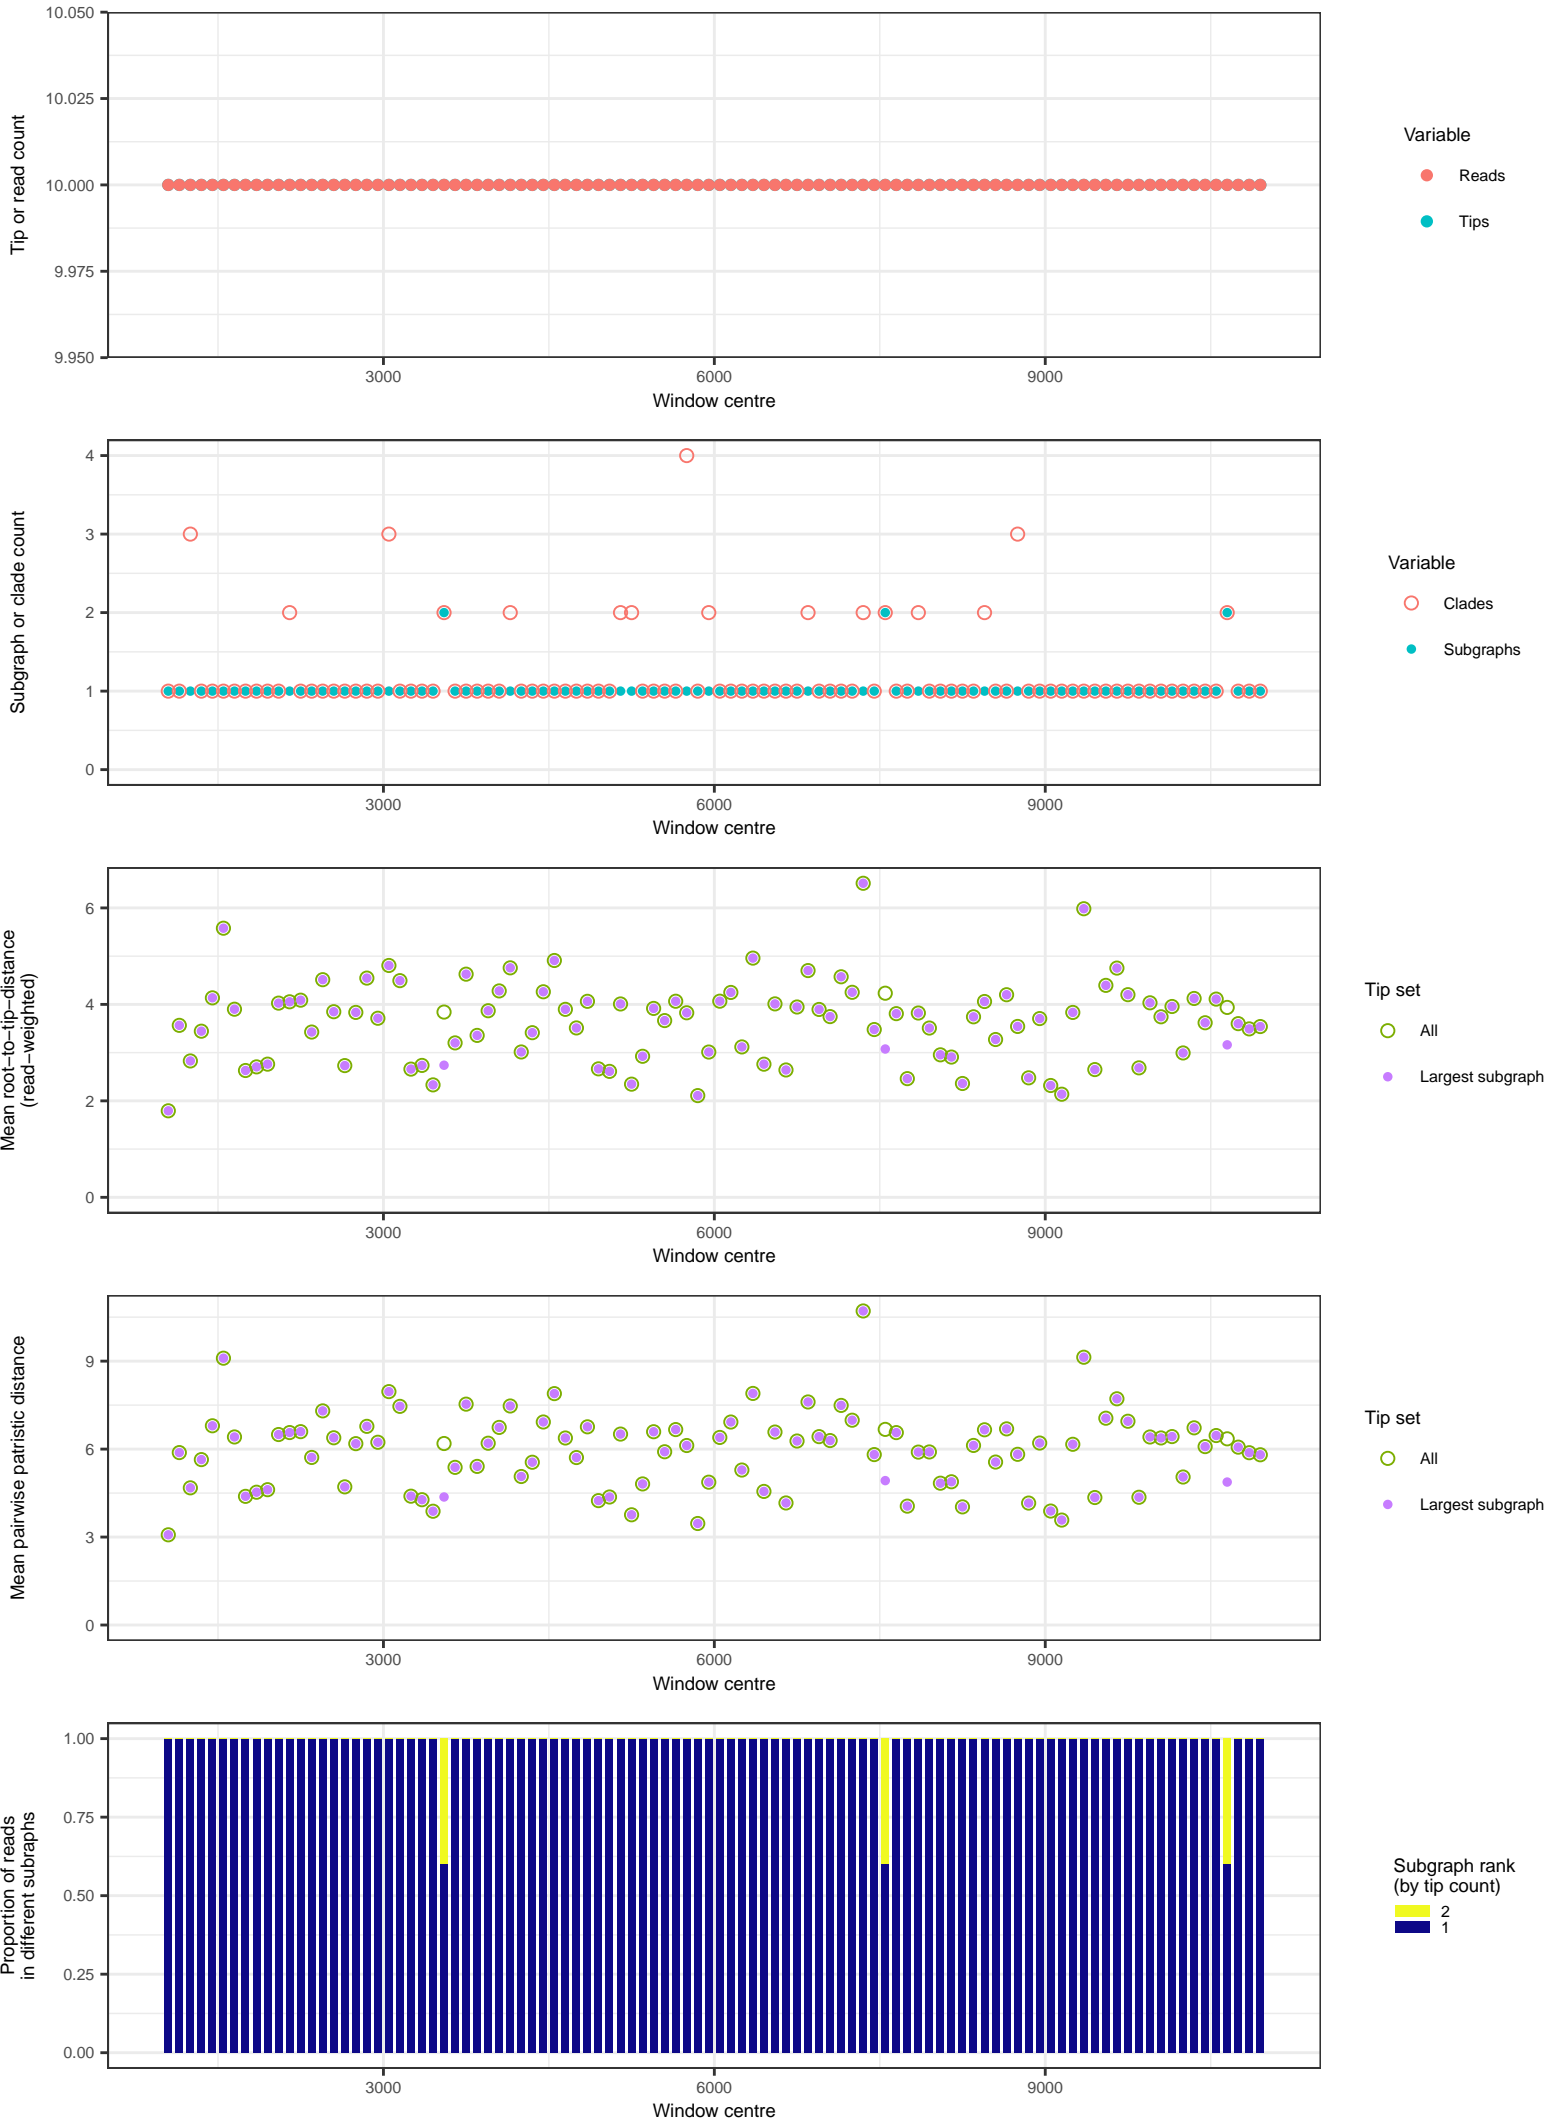 10.050
10.025
10.000
9.975
9.950
Tip or read count
3000 6000 9000
Window centre
Variable
Reads
Tips
4
3
2
1
0
Subgraph or clade count
3000 6000 9000
Window centre
Variable
Clades
Subgraphs
6
4
2
0
Mean root−to−tip−distance
(read−weighted)
3000 6000 9000
Window centre
Tip set
All
Largest subgraph
9
6
3
0
Mean pairwise patristic distance
3000 6000 9000
Window centre
Tip set
All
Largest subgraph
1.00
0.75
0.50
0.25
0.00
Proportion of reads
in different subraphs
3000 6000 9000
Window centre
Subgraph rank
(by tip count)
2
1